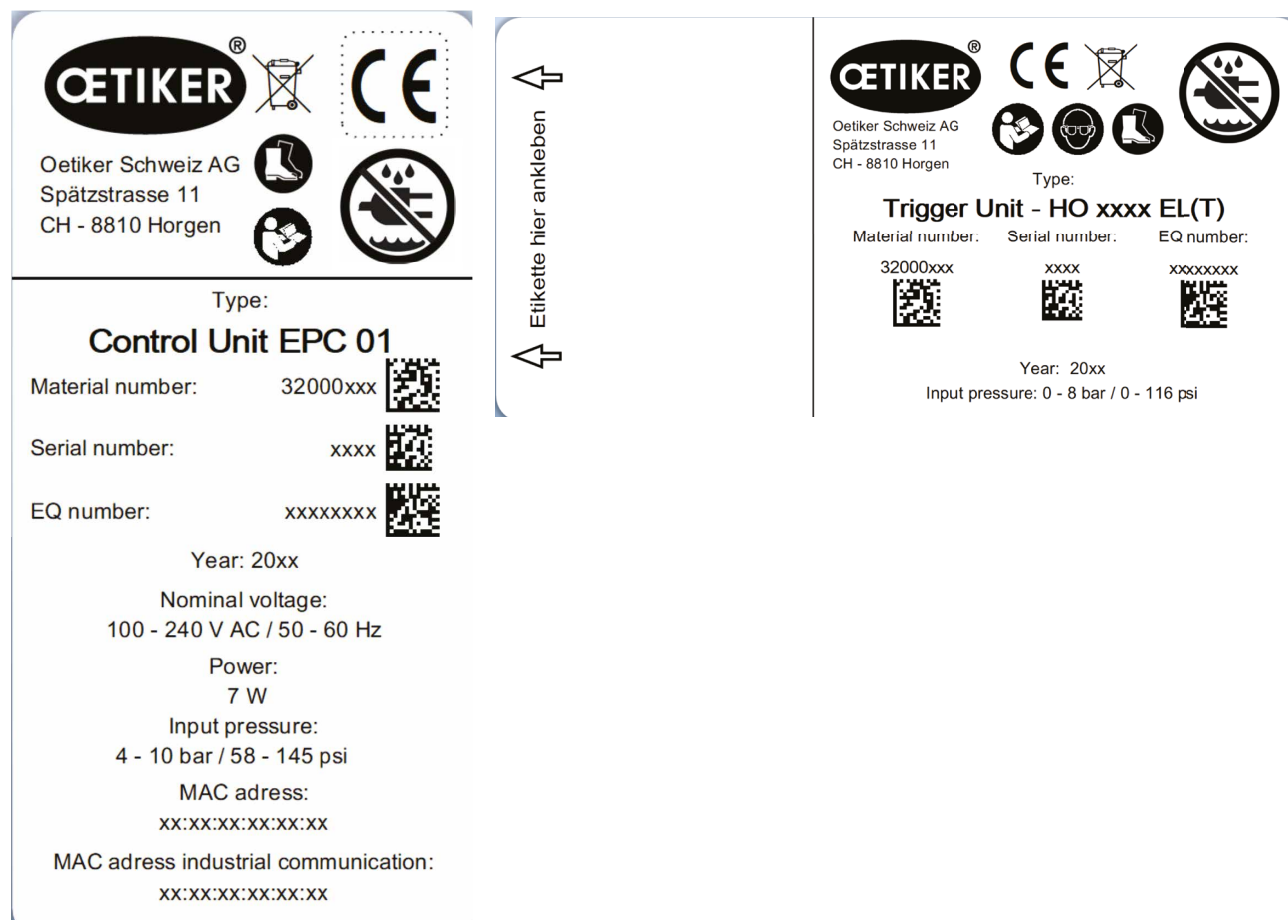 OETIKER ®
CE
Oetiker Schweiz AG
Spätzstrasse 11
CH - 8810 Horgen
Type:
Control Unit EPC 01
Material number: 32000xxx
Serial number: xxxx
EQ number: xxxxxxxx
Year: 20xx
Nominal voltage:
100 - 240 V AC / 50 - 60 Hz
Power:
7 W
Input pressure:
4 - 10 bar / 58 - 145 psi
MAC adress:
xx:xx:xx:xx:xx:xx
MAC adress industrial communication:
xx:xx:xx:xx:xx:xx
Etikette hier ankleben
ŒTIKER ®
CE
Oetiker Schweiz AG
Spätzstrasse 11
CH - 8810 Horgen
Type:
Trigger Unit - HO xxxx EL(T)
Material number: Serial number: EQ number:
32000xxx xxxx xxxxxxxx
Year: 20xx
Input pressure: 0 - 8 bar / 0 - 116 psi